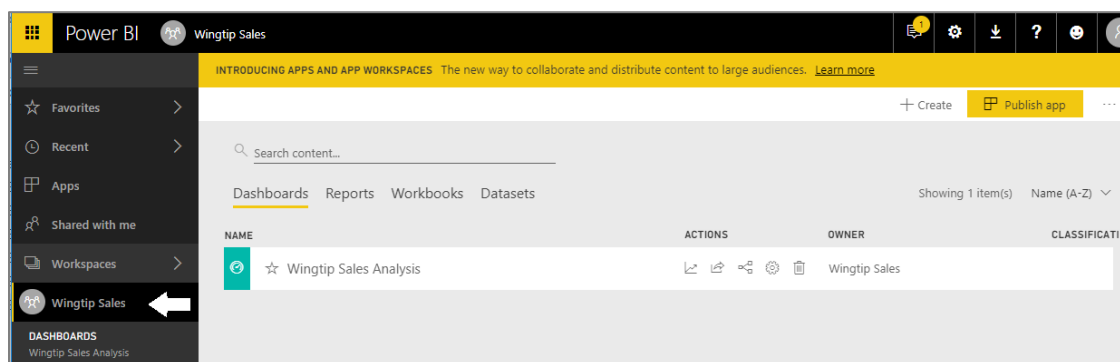 Power BI Wingtip Sales 1 ?
INTRODUCING APPS AND APP WORKSPACES The new way to collaborate and distribute content to large audiences. Learn more
Favorites
Recent
Apps
Shared with me
Workspaces
Wingtip Sales
DASHBOARDS
Wingtip Sales Analysis
+ Create Publish app ...
Search content...
Dashboards Reports Workbooks Datasets Showing 1 item(s) Name (A-Z)
NAME ACTIONS OWNER CLASSIFICATI
Wingtip Sales Analysis Wingtip Sales